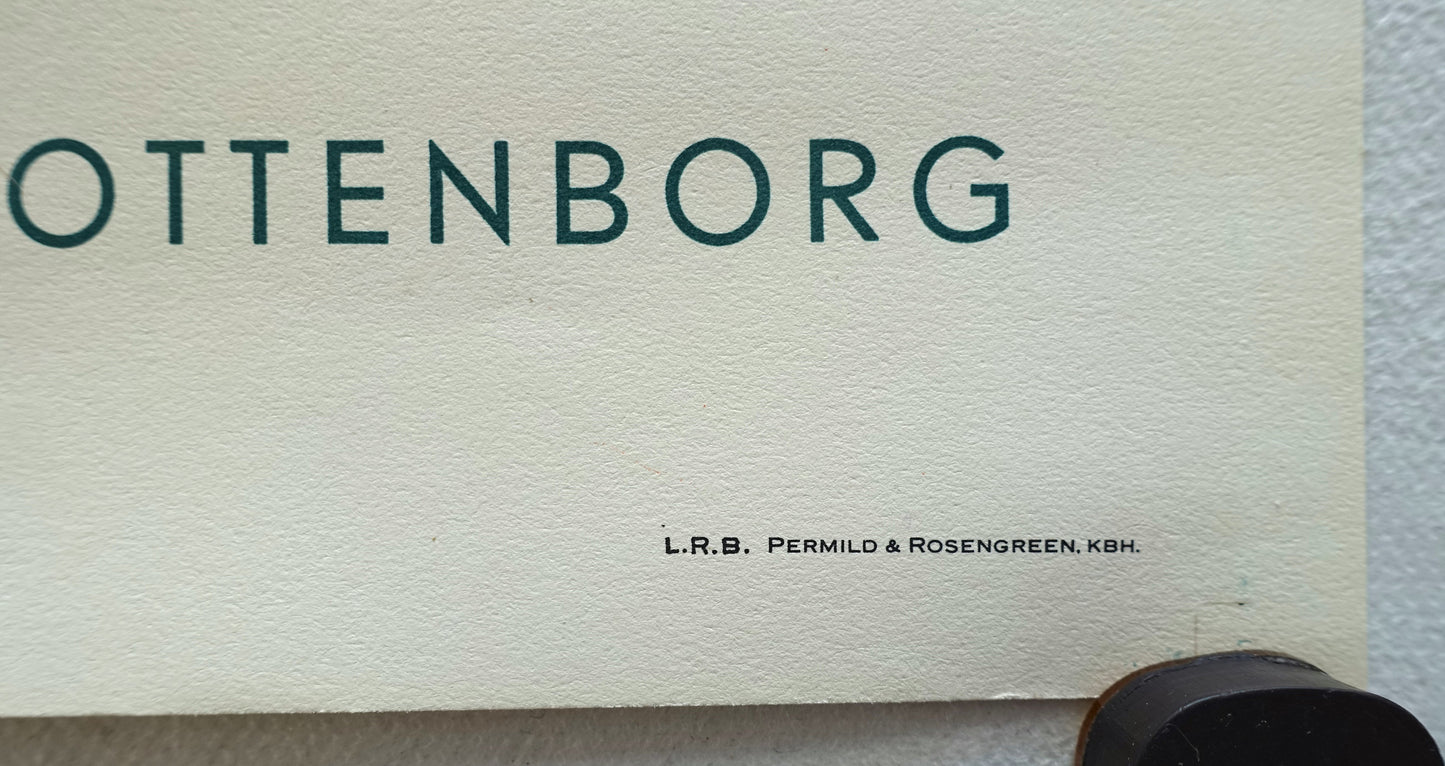 OTTENBORG
L.R.B. PERMILD & ROSENGREEN, KBH.